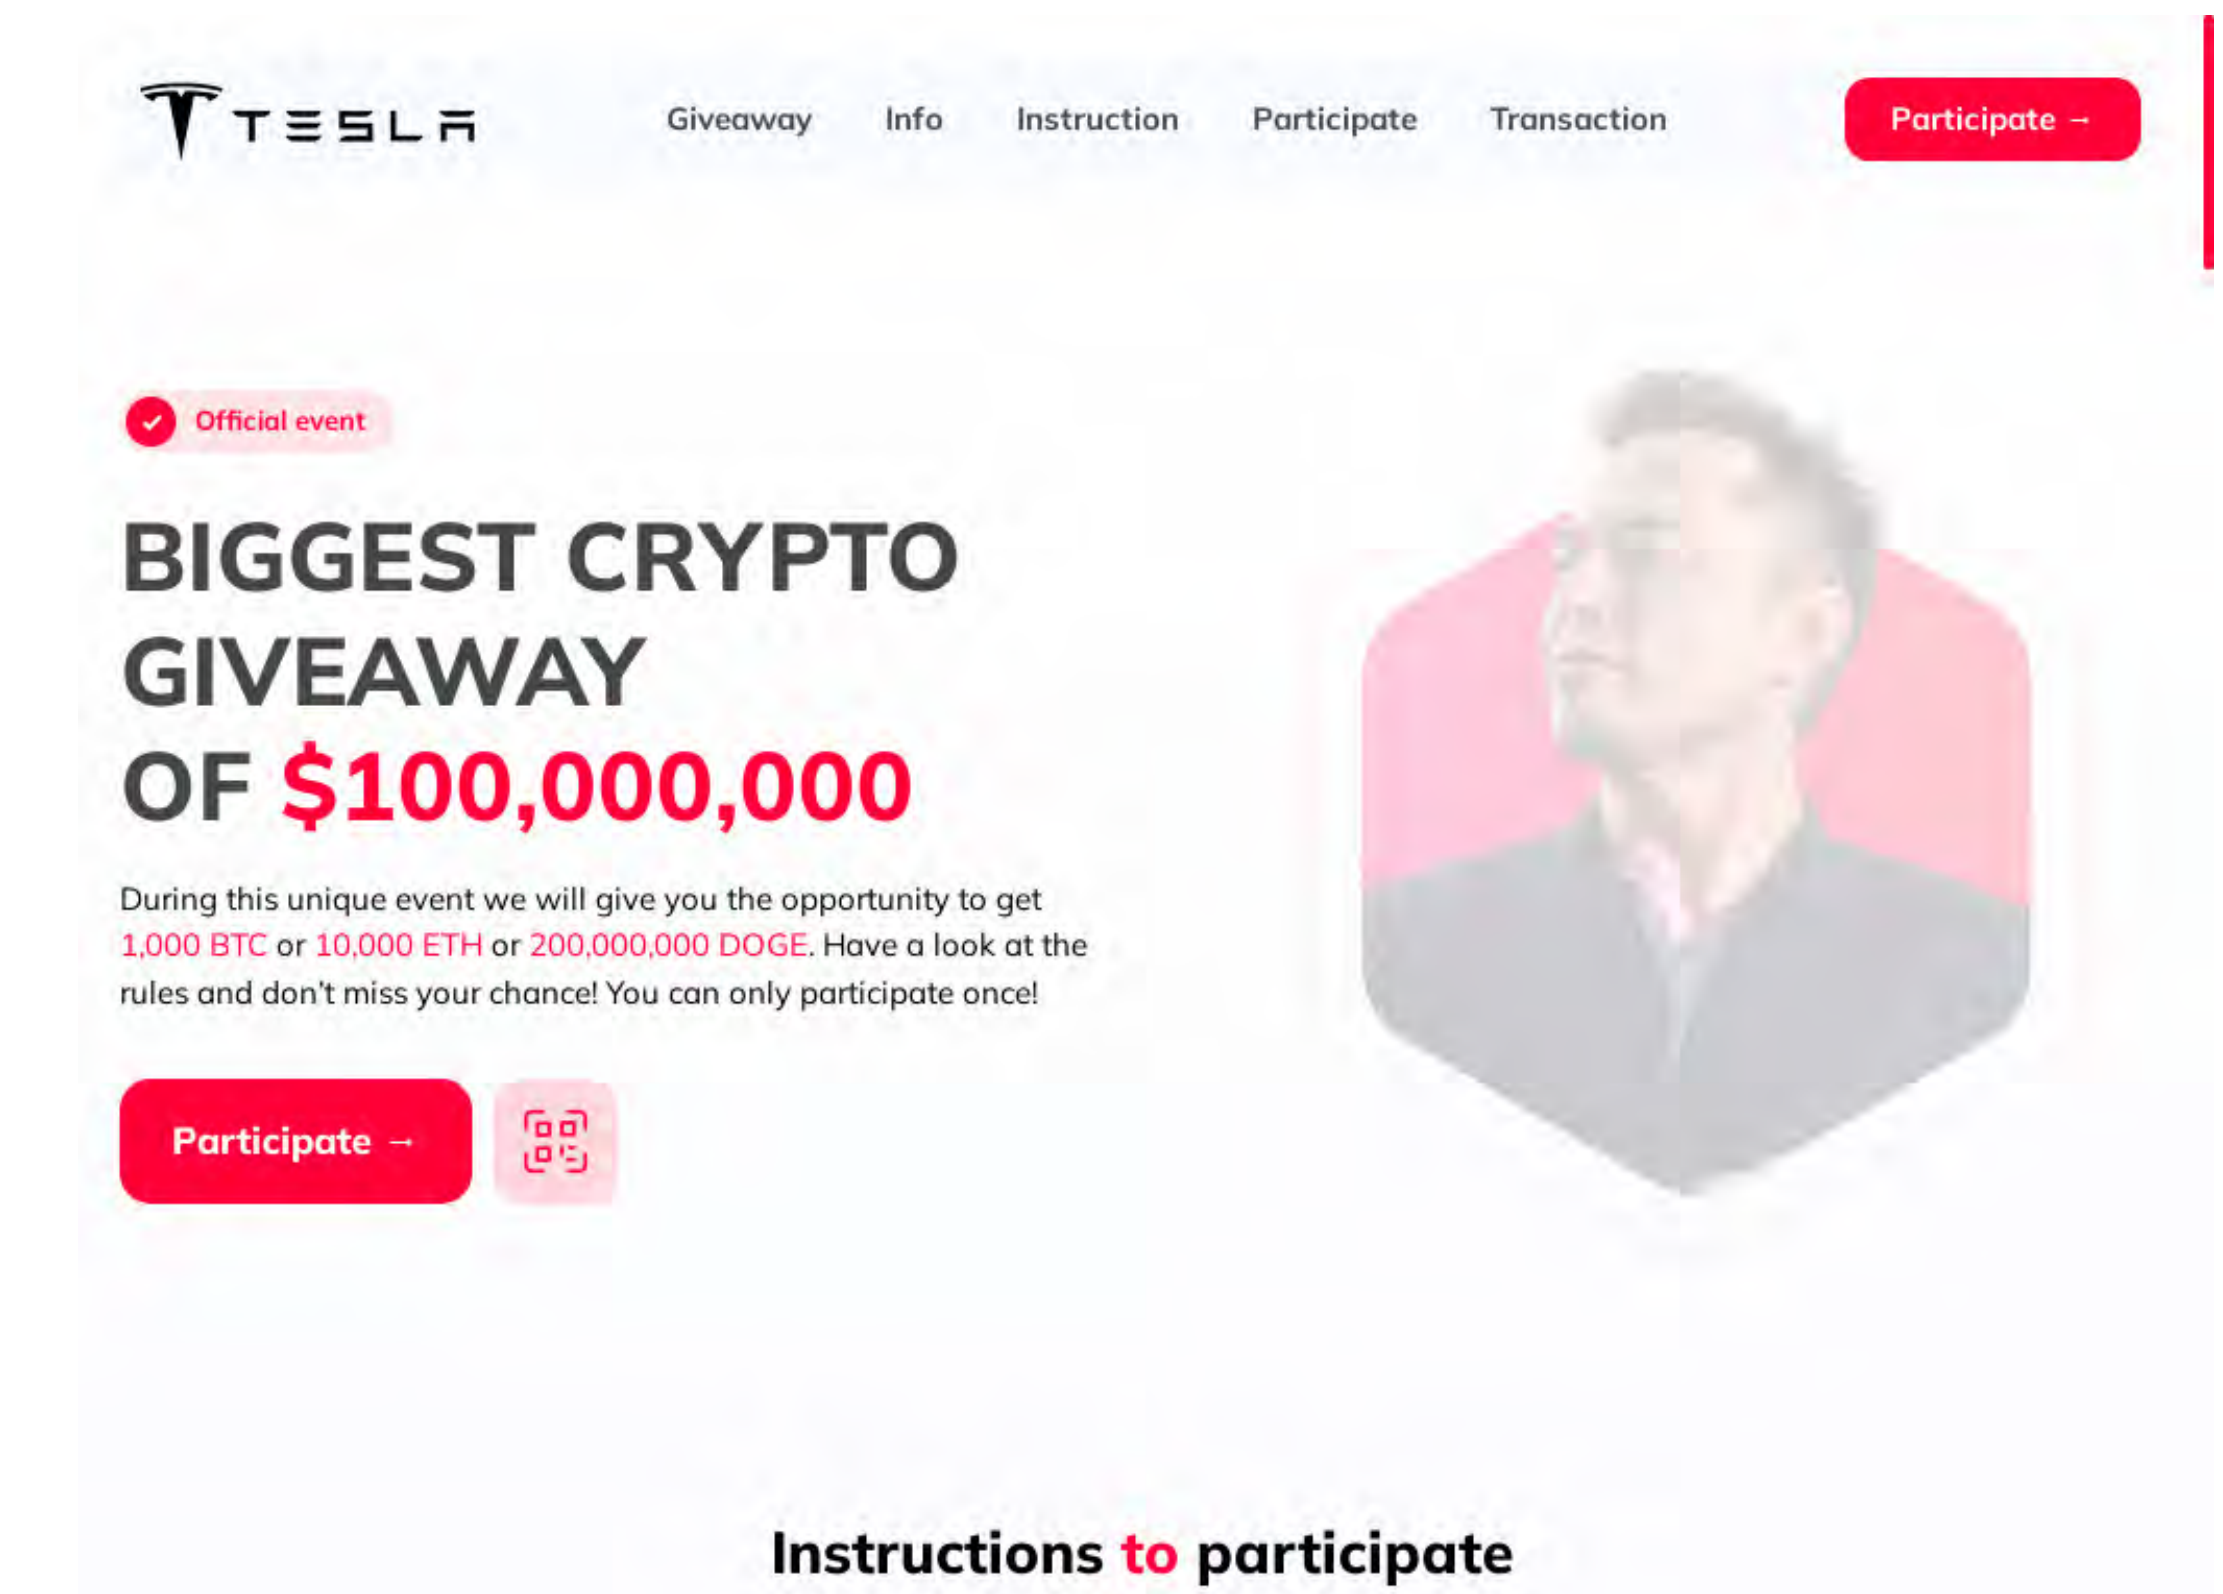 TESLA
Giveaway Info Instruction Participate Transaction Participate →
Official event
BIGGEST CRYPTO
GIVEAWAY
OF $100,000,000
During this unique event we will give you the opportunity to get
1,000 BTC or 10,000 ETH or 200,000,000 DOGE. Have a look at the
rules and don't miss your chance! You can only participate once!
Participate →
Instructions to participate